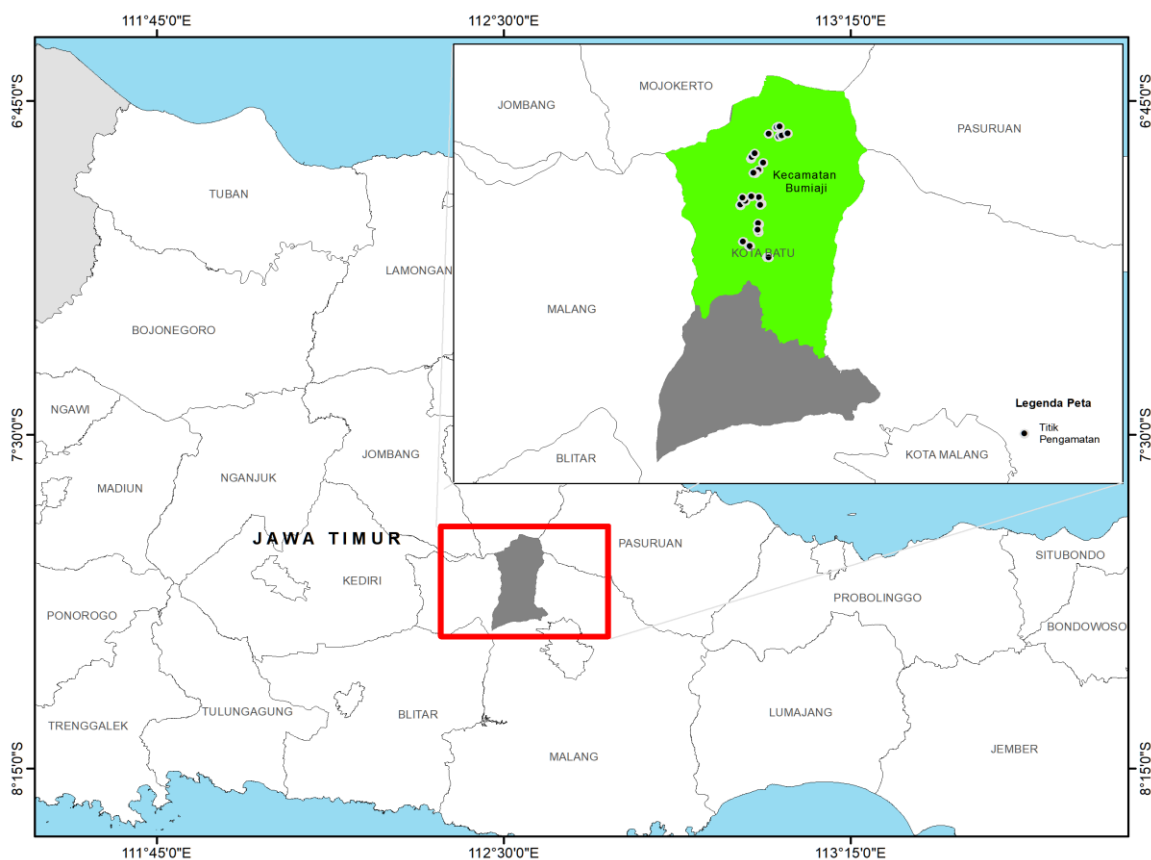 111°45'0"E
112°30'0"E
113°15'0"E
6°45'0"S
6°45'0"S
MOJOKERTO
JOMBANG
PASURUAN
Kecamatan
Bumiaji
TUBAN
KOTA BATU
LAMONGAN
MALANG
BOJONEGORO
Legenda Peta
Titik
Pengamatan
NGAWI
7°30'0"S
7°30'0"S
BLITAR
KOTA MALANG
JOMBANG
NGANJUK
MADIUN
JAWA TIMUR
PASURUAN
SITUBONDO
KEDIRI
PROBOLINGGO
PONOROGO
BONDOWOSO
TULUNGAGUNG
BLITAR
LUMAJANG
TRENGGALEK
JEMBER
MALANG
8°15'0"S
8°15'0"S
111°45'0"E
112°30'0"E
113°15'0"E